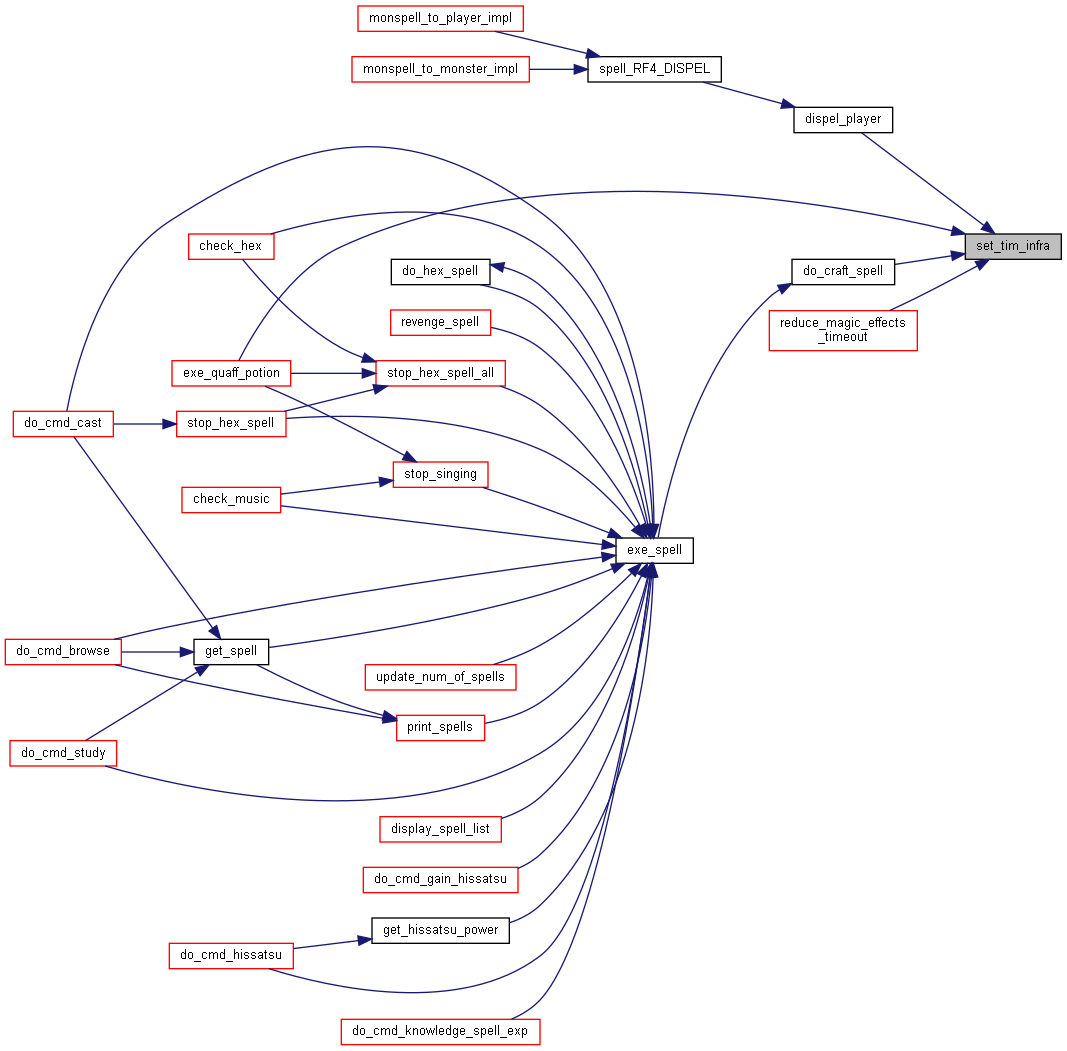 monspell_to_player_impl
monspell_to_monster_impl
spell_RF4_DISPEL
dispel_player
set_tim_infra
check_hex
do_hex_spell
do_craft_spell
revenge_spell
reduce_magic_effects
_timeout
exe_quaff_potion
stop_hex_spell_all
do_cmd_cast
stop_hex_spell
stop_singing
check_music
exe_spell
do_cmd_browse
get_spell
update_num_of_spells
print_spells
do_cmd_study
display_spell_list
do_cmd_gain_hissatsu
get_hissatsu_power
do_cmd_hissatsu
do_cmd_knowledge_spell_exp